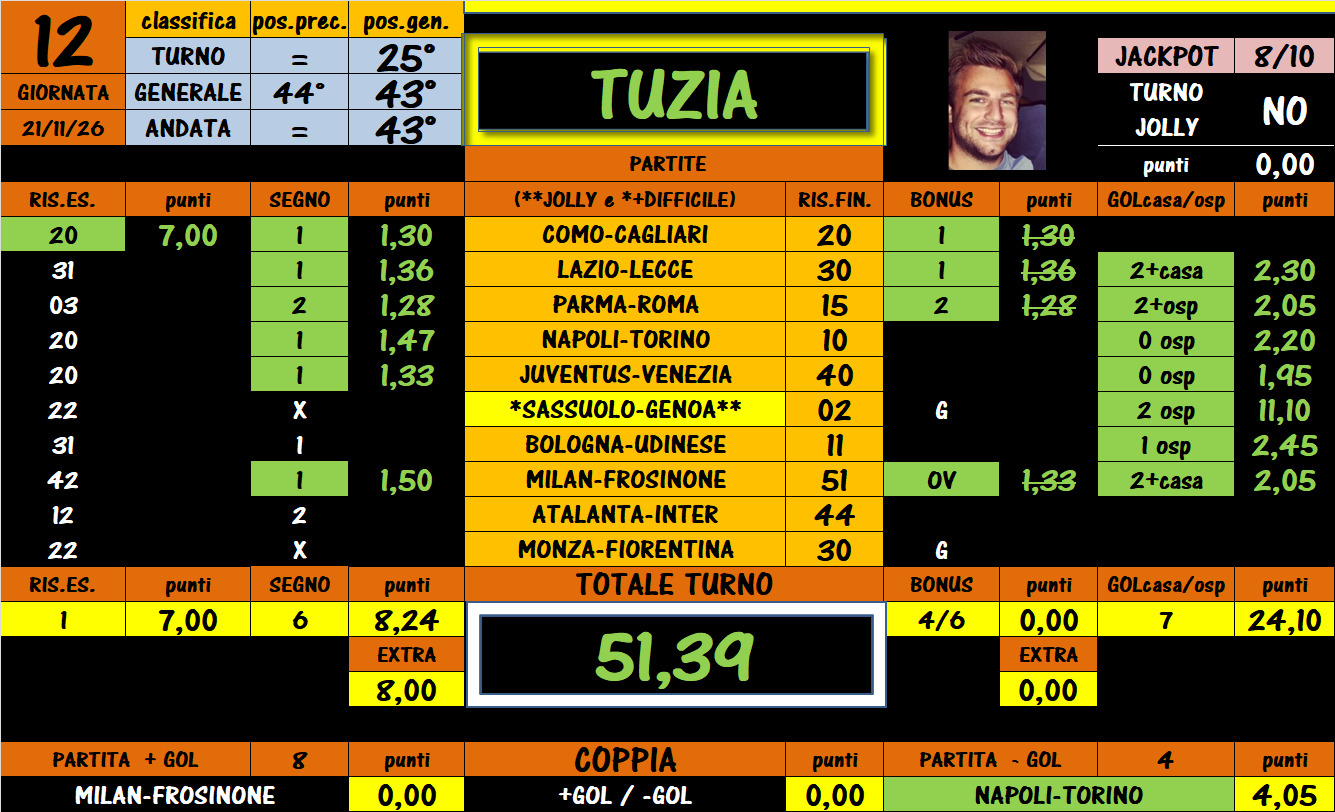 12 classifica pos.prec. pos.gen.
TURNO = 25°
GIORNATA GENERALE 44° 43°
21/11/26 ANDATA = 43°
TUZIA
JACKPOT 8/10
TURNO JOLLY NO
punti 0,00
PARTITE
RIS.ES. punti SEGNO punti (**JOLLY e *+DIFFICILE) RIS.FIN. BONUS punti GOLcasa/osp punti
20 7,00 1 1,30 COMO-CAGLIARI 20 1 1,30
31 1 1,36 LAZIO-LECCE 30 1 1,36 2+casa 2,30
03 2 1,28 PARMA-ROMA 15 2 1,28 2+osp 2,05
20 1 1,47 NAPOLI-TORINO 10 0 osp 2,20
20 1 1,33 JUVENTUS-VENEZIA 40 0 osp 1,95
22 X *SASSUOLO-GENOA** 02 G 2 osp 11,10
31 1 BOLOGNA-UDINESE 11 1 osp 2,45
42 1 1,50 MILAN-FROSINONE 51 OV 1,33 2+casa 2,05
12 2 ATALANTA-INTER 44
22 X MONZA-FIORENTINA 30 G
RIS.ES. punti SEGNO punti TOTALE TURNO BONUS punti GOLcasa/osp punti
1 7,00 6 8,24 51,39 4/6 0,00 7 24,10
EXTRA EXTRA
8,00 0,00
PARTITA + GOL 8 punti COPPIA punti PARTITA - GOL 4 punti
MILAN-FROSINONE 0,00 +GOL / -GOL 0,00 NAPOLI-TORINO 4,05